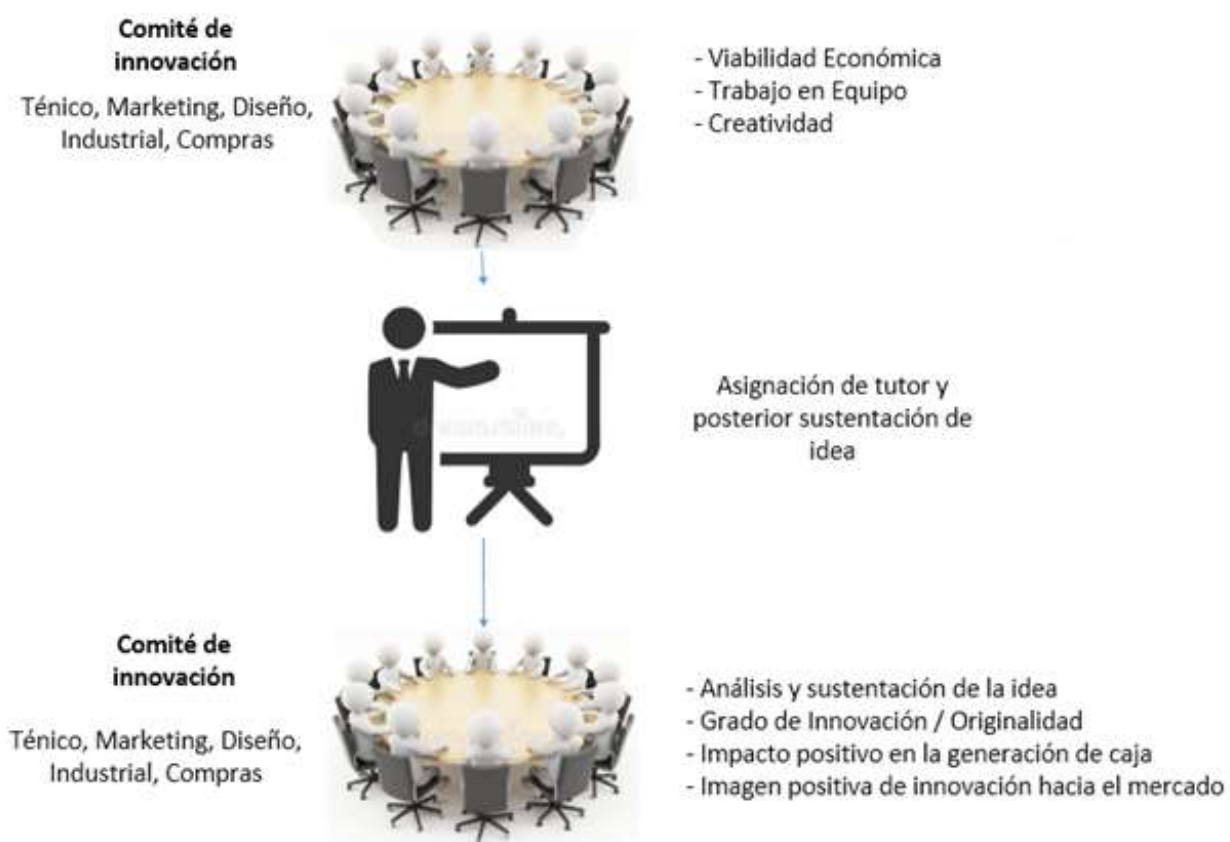 Comité de
innovación
Ténico, Marketing, Diseño,
Industrial, Compras
- Viabilidad Económica
- Trabajo en Equipo
- Creatividad
dreamstime.
Asignación de tutor y
posterior sustentación de
idea
Comité de
innovación
Ténico, Marketing, Diseño,
Industrial, Compras
- Análisis y sustentación de la idea
- Grado de Innovación / Originalidad
- Impacto positivo en la generación de caja
- Imagen positiva de innovación hacia el mercado